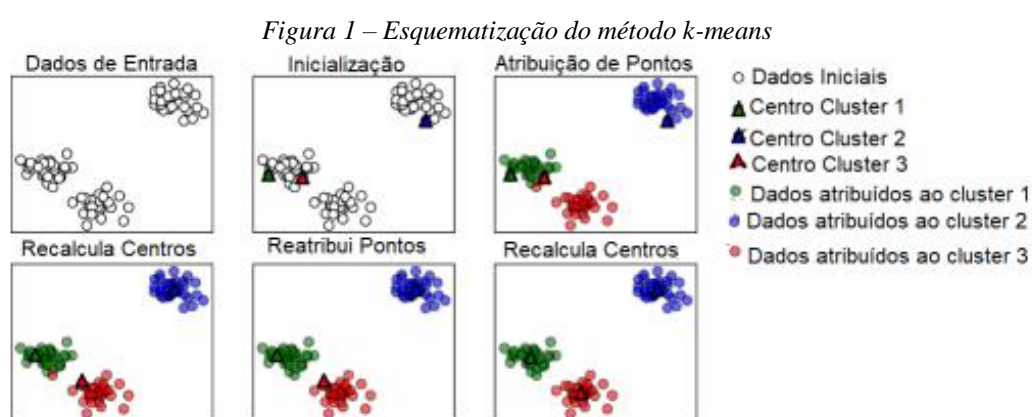 Figura 1 – Esquematização do método k-means
Dados de Entrada
Inicialização
Atribuição de Pontos
Dados Iniciais
Centro Cluster 1
Centro Cluster 2
Centro Cluster 3
Dados atribuídos ao cluster 1
Dados atribuídos ao cluster 2
Dados atribuídos ao cluster 3
Recalcula Centros
Reatribui Pontos
Recalcula Centros